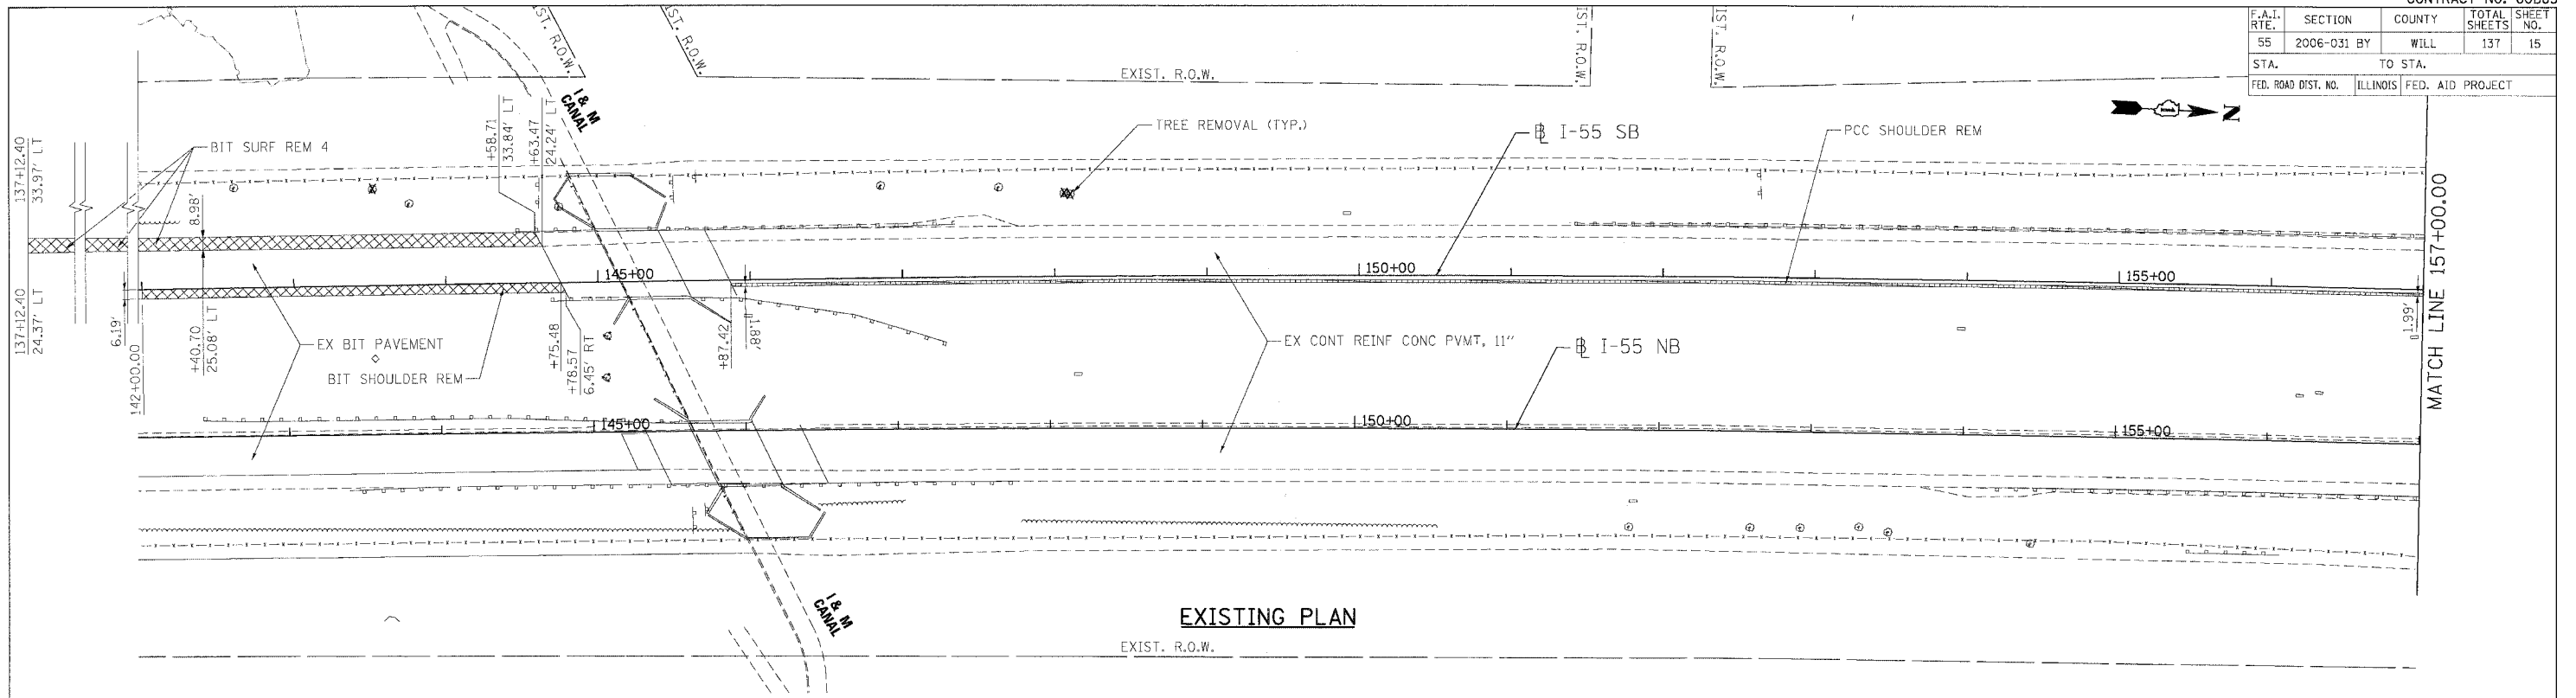 F.A.I. RTE. SECTION COUNTY TOTAL SHEETS SHEET NO.
55 2006-031 BY WILL 137 15
STA. TO STA.
FED. ROAD DIST. NO. ILLINOIS FED. AID PROJECT
EXIST. R.O.W.
I & M
CANAL
N
137+12.40
33.97' LT
BIT SURF REM 4
+58.71
33.84' LT
+63.47
24.24' LT
TREE REMOVAL (TYP.)
I-55 SB
PCC SHOULDER REM
8.98'
145+00
150+00
155+00
MATCH LINE 157+00.00
137+12.40
24.37' LT
6.19'
142+00.00
+40.70
25.08' LT
EX BIT PAVEMENT
BIT SHOULDER REM
+75.48
+78.57
6.45' RT
+87.42
1.88'
EX CONT REINF CONC PVMT, 11"
I-55 NB
1.99'
145+00
150+00
155+00
I & M
CANAL
EXISTING PLAN
EXIST. R.O.W.